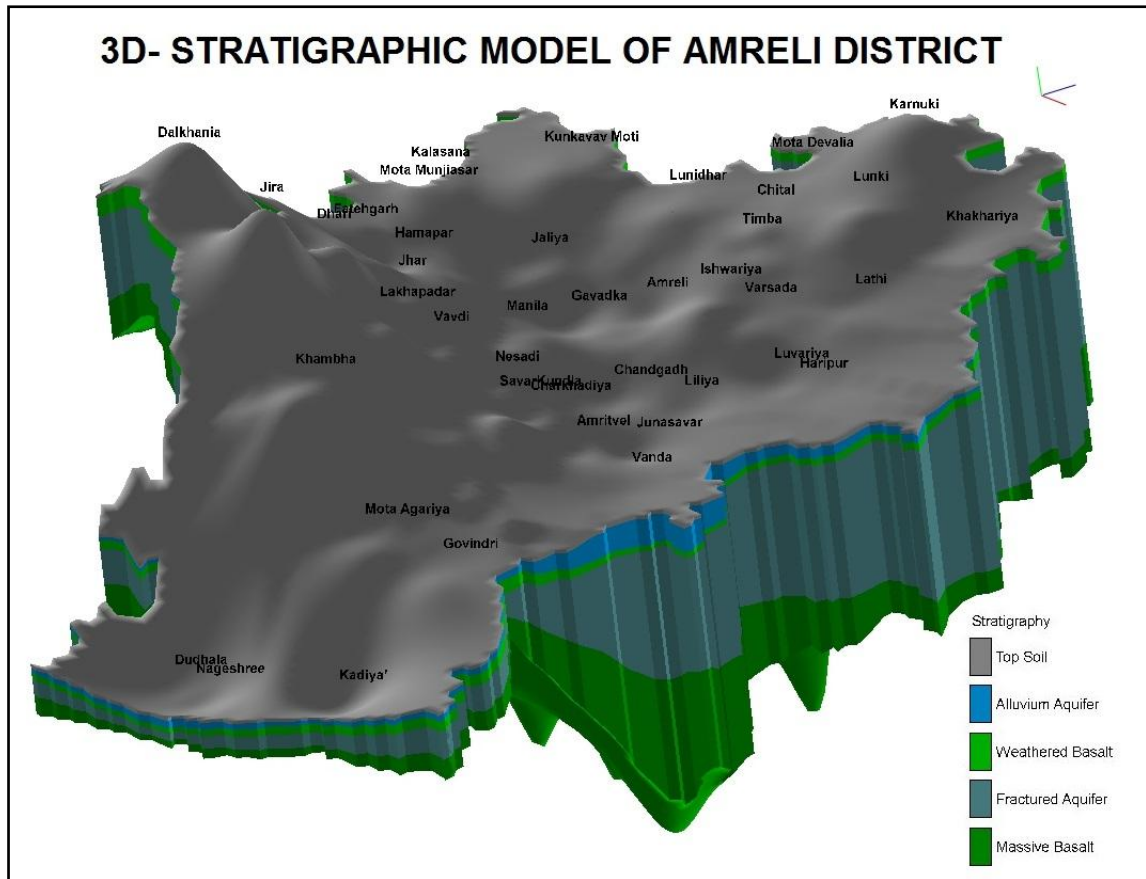 3D- STRATIGRAPHIC MODEL OF AMRELI DISTRICT
Karnuki
Dalkhania
Kunkavav Moti
Mota Devalia
Kalasana
Mota Munjiasar
Lunidhar
Lunki
Jira
Chital
Fatehgarh
Dhari
Khakhariya
Timba
Hamapar
Jaliya
Jhar
Ishwariya
Amreli
Lathi
Lakhapadar
Gavadka
Varsada
Manila
Vavdi
Khambha
Nesadi
Luvariya
Haripur
Chandgadh
SavarKundla
Charkhadiya
Liliya
Amritvel
Junasavar
Vanda
Mota Agariya
Govindri
Dudhala
Nageshree
Kadiya'
Stratigraphy
Top Soil
Alluvium Aquifer
Weathered Basalt
Fractured Aquifer
Massive Basalt